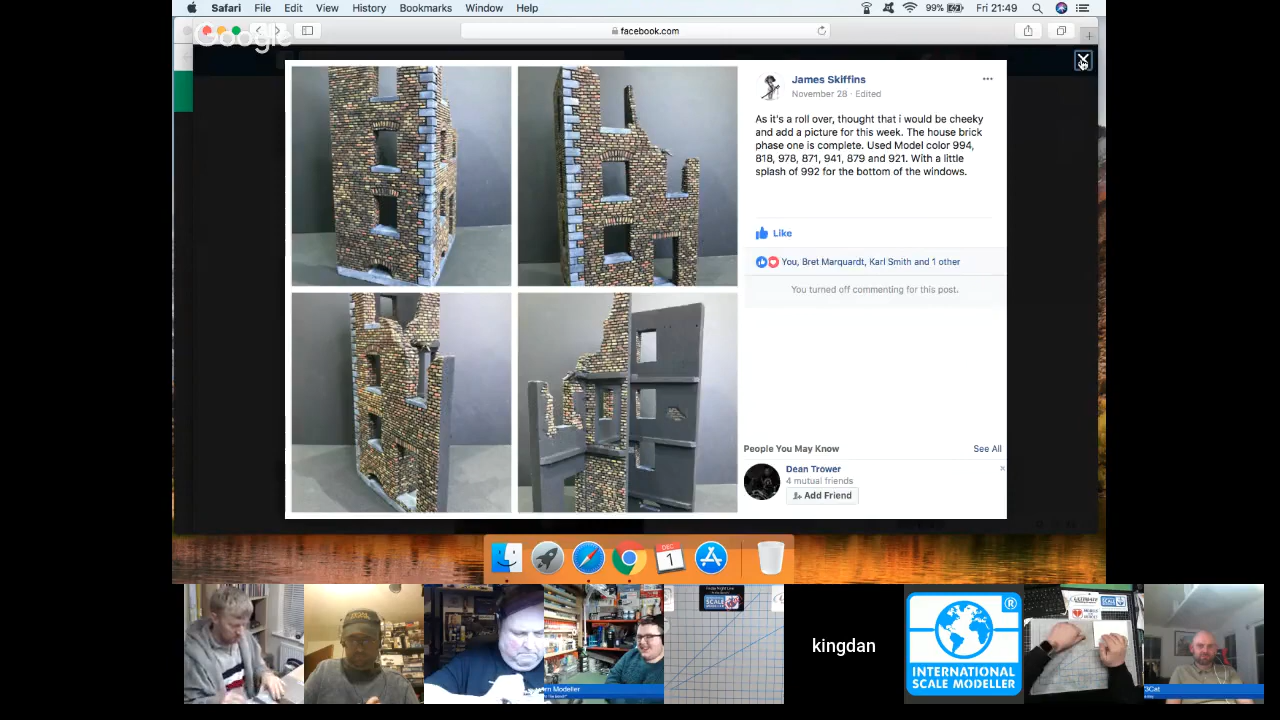 Safari File Edit View History Bookmarks Window Help 99% Fri 21:49
Google
facebook.com
James Skiffins
November 28 · Edited
As it's a roll over, thought that i would be cheeky
and add a picture for this week. The house brick
phase one is complete. Used Model color 994,
818, 978, 871, 941, 879 and 921. With a little
splash of 992 for the bottom of the windows.
Like
You, Bret Marquardt, Karl Smith and 1 other
You turned off commenting for this post.
People You May Know See All
Dean Trower
4 mutual friends
Add Friend
DEC
1
kingdan
INTERNATIONAL
SCALE MODELLER
®
Modeller
SCALE